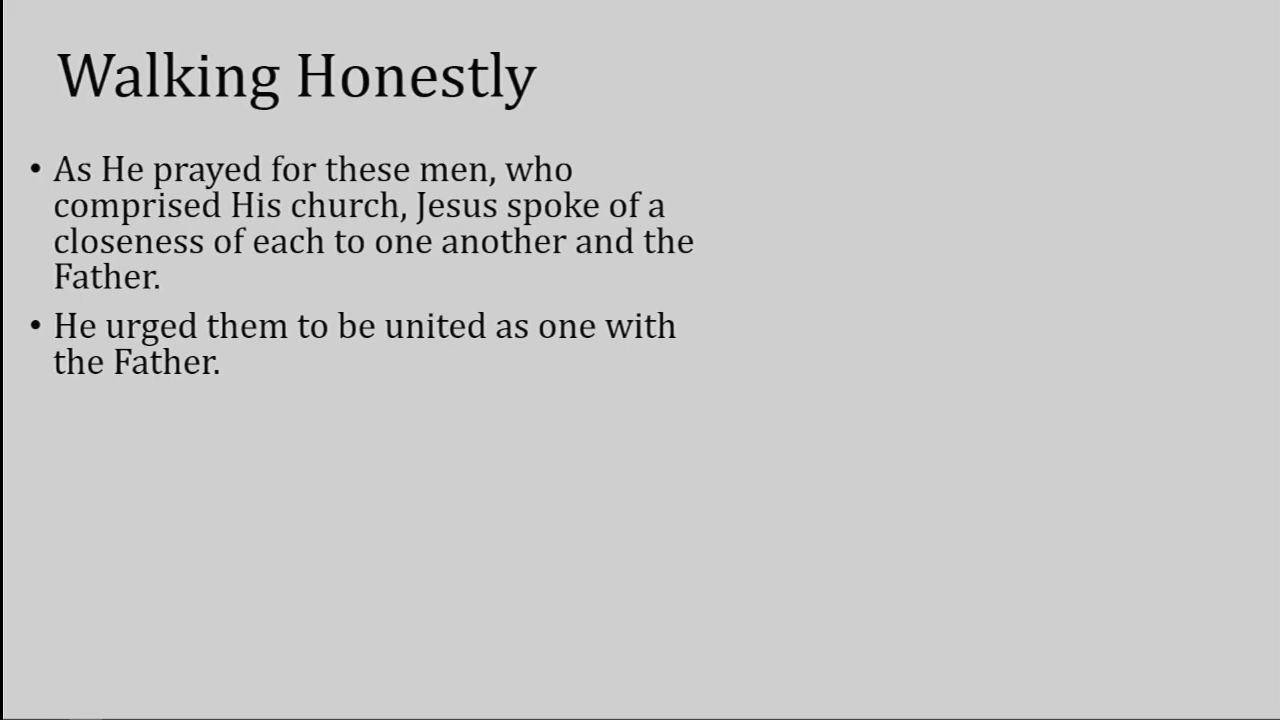 Walking Honestly
• As He prayed for these men, who
comprised His church, Jesus spoke of a
closeness of each to one another and the
Father.
• He urged them to be united as one with
the Father.